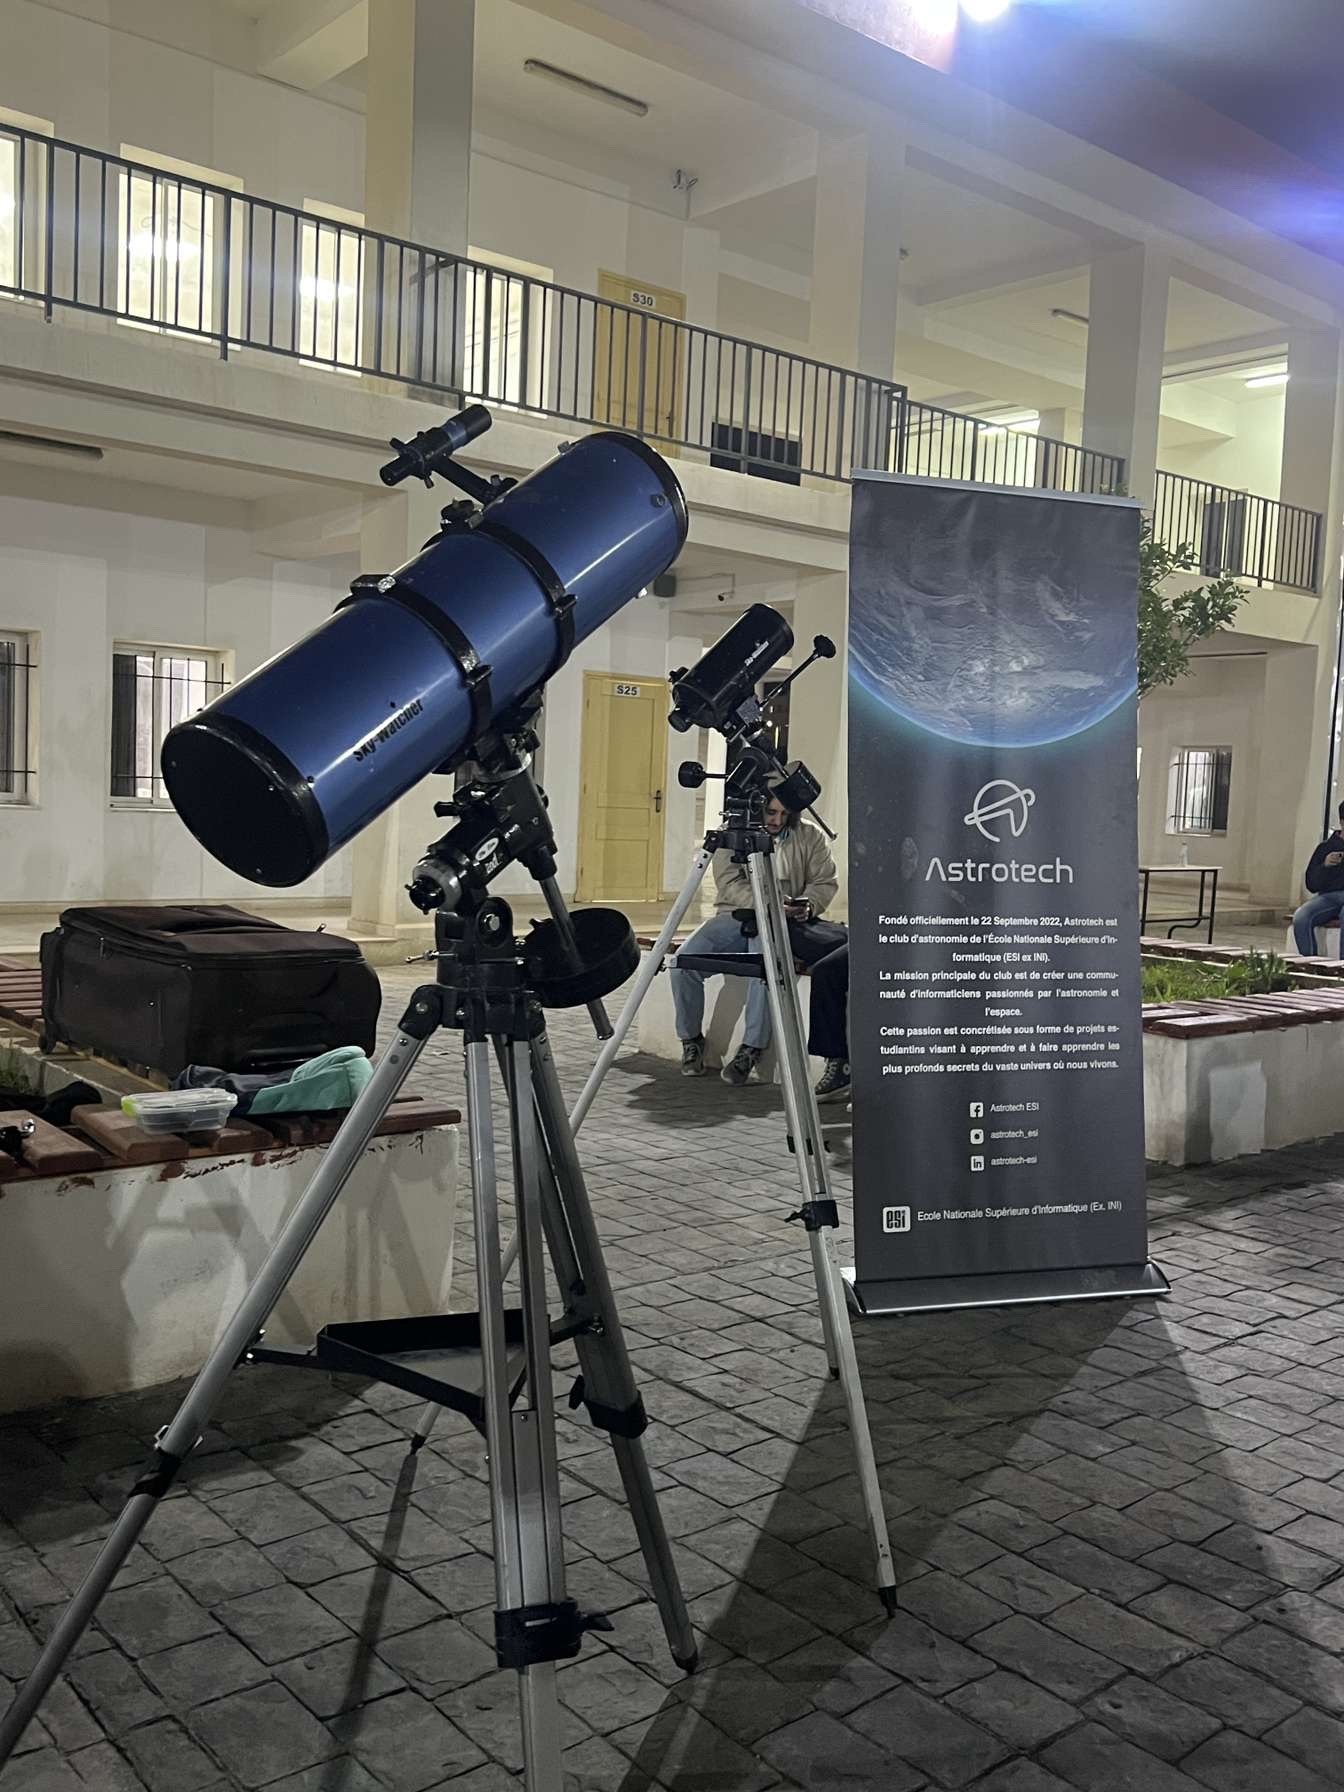 S30
S25
Sky-Watcher
Sky-Watcher
Astrotech
Fondé officiellement le 22 Septembre 2022, Astrotech est
le club d'astronomie de l'École Nationale Supérieure d'In-
formatique (ESI ex INI).
La mission principale du club est de créer une commu-
nauté d'informaticiens passionnés par l'astronomie et
l'espace.
Cette passion est concrétisée sous forme de projets es-
tudiantins visant à apprendre et à faire apprendre les
plus profonds secrets du vaste univers où nous vivons.
Astrotech ESI
astrotech_esi
astrotech-esi
esi Ecole Nationale Supérieure d'Informatique (Ex. INI)